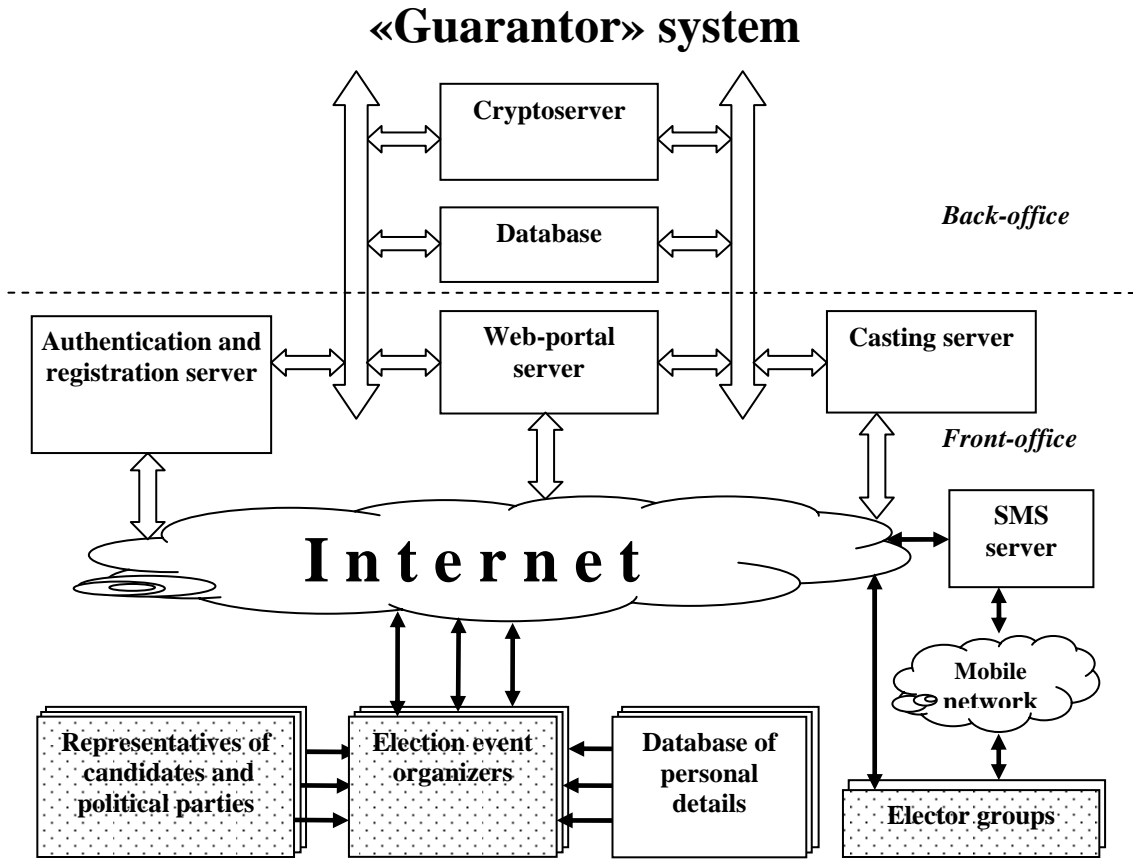 «Guarantor» system
Cryptoserver
Back-office
Database
Authentication and
registration server
Web-portal
server
Casting server
Front-office
Internet
SMS
server
Mobile
network
Representatives of
candidates and
political parties
Election event
organizers
Database of
personal
details
Elector groups